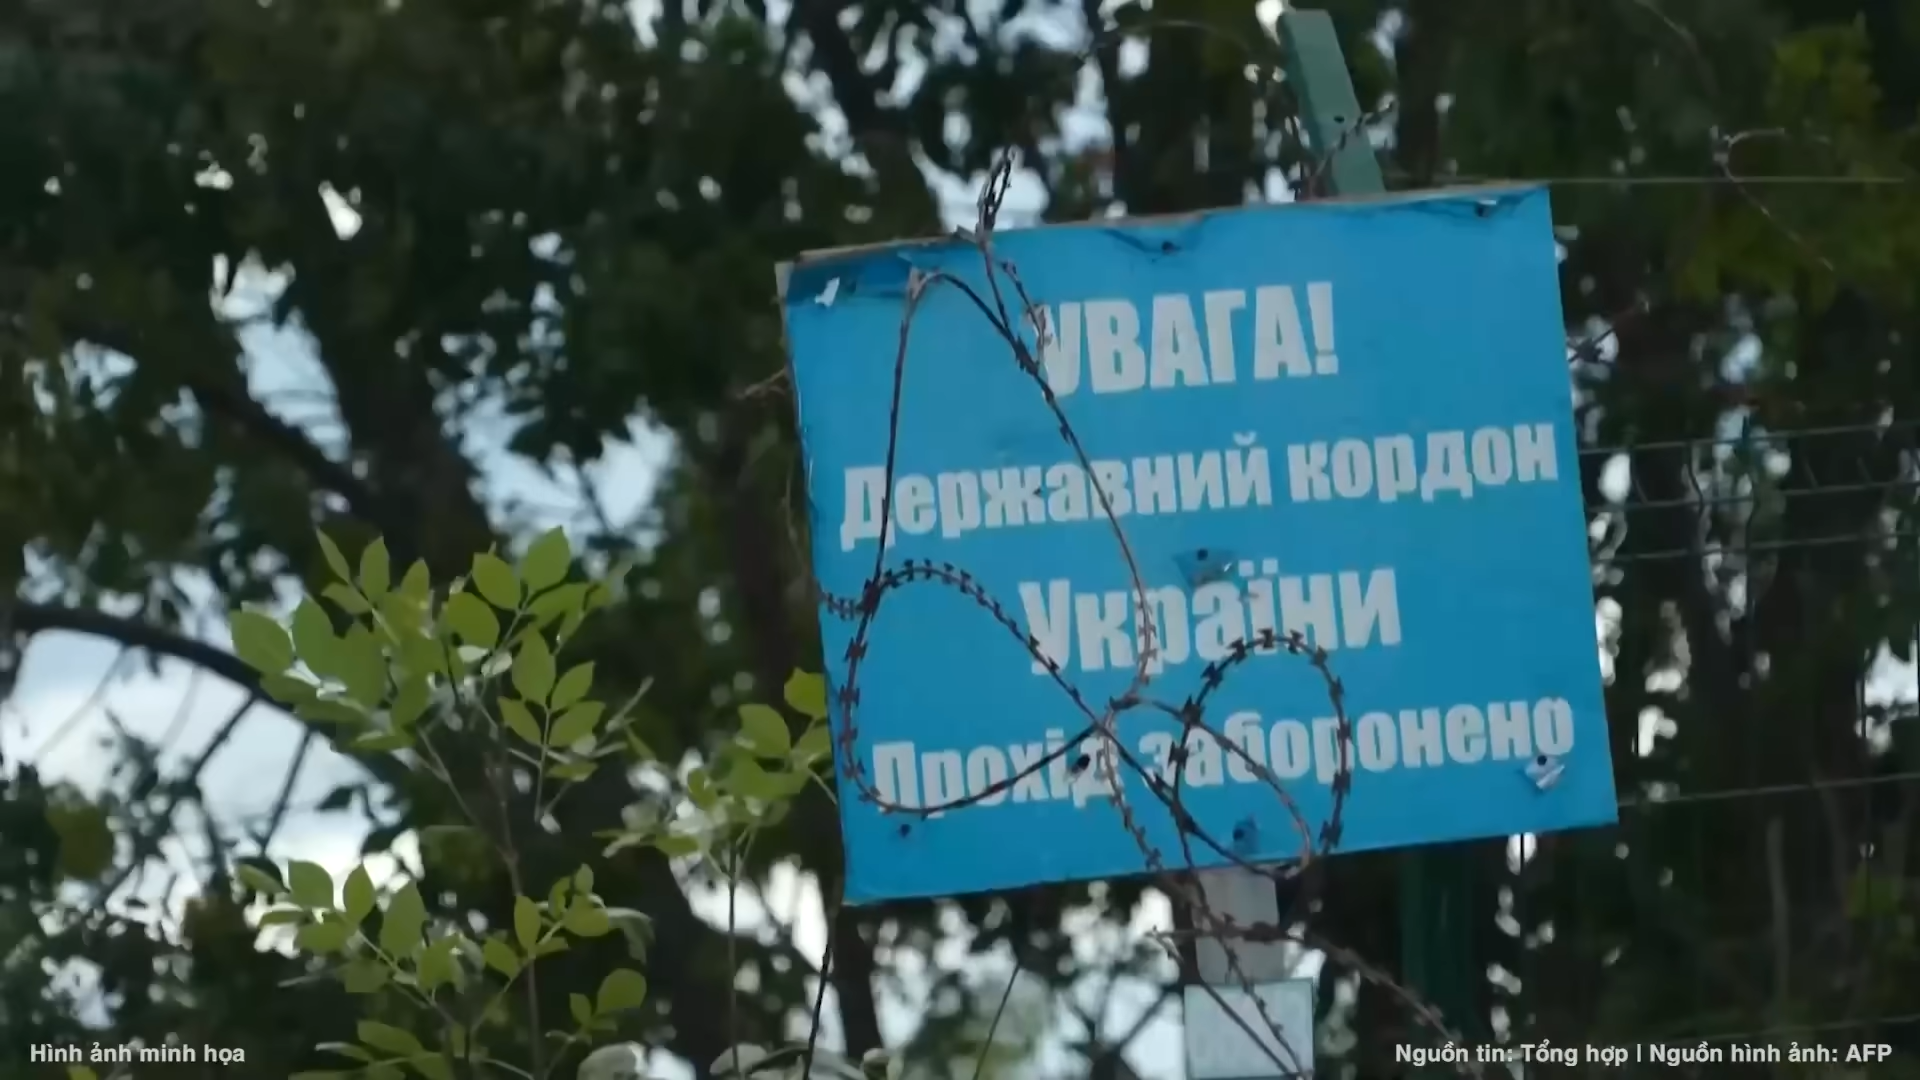 УВАГА!
Державний кордон
України
Прохід заборонено
Hình ảnh minh họa
Nguồn tin: Tổng hợp | Nguồn hình ảnh: AFP